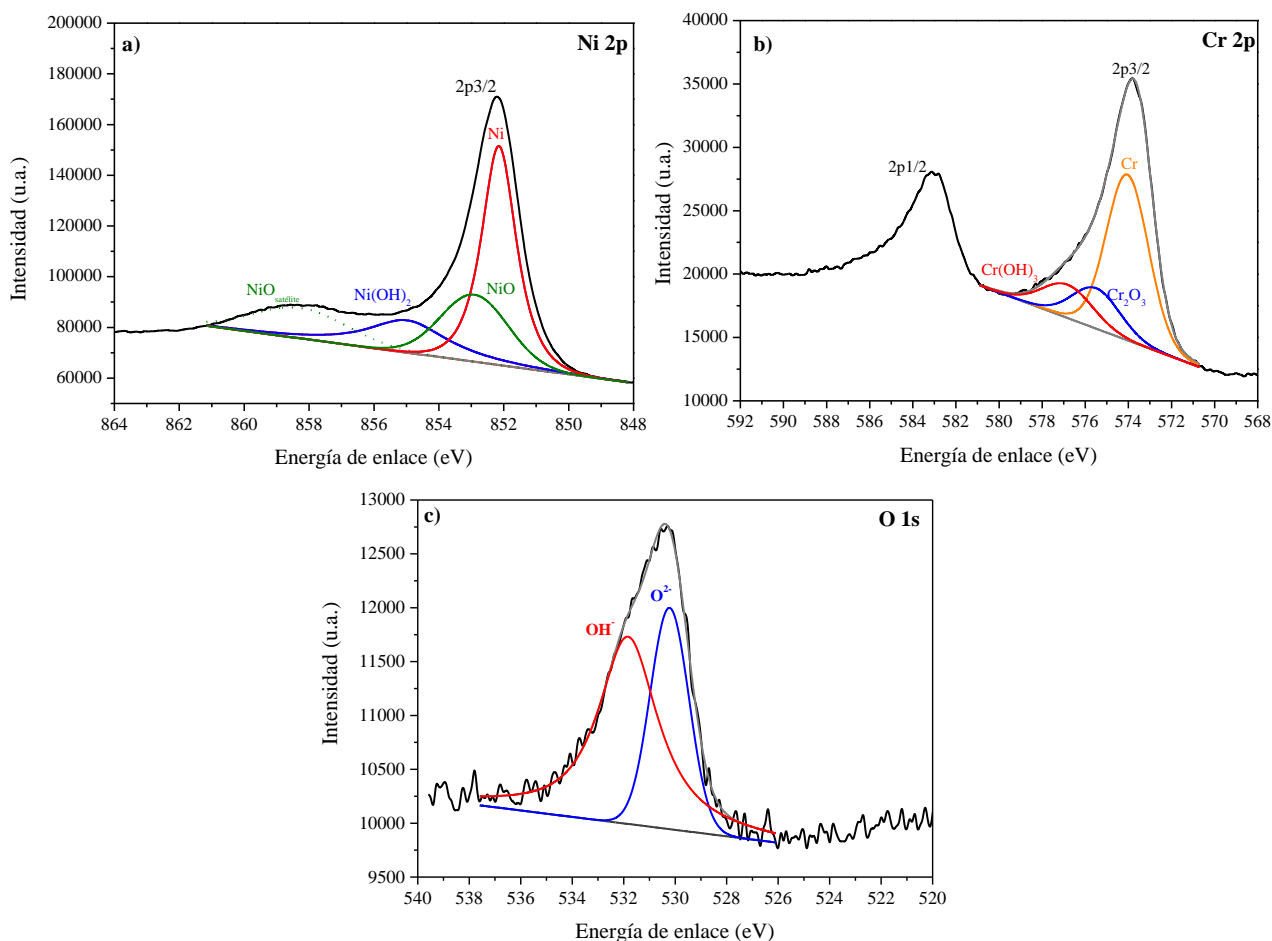 a)
Ni 2p
2p3/2
Ni
NiO
Ni(OH)2
NiO satélite
200000
180000
160000
140000
120000
100000
80000
60000
Intensidad (u.a.)
864 862 860 858 856 854 852 850 848
Energía de enlace (eV)
b)
Cr 2p
2p3/2
2p1/2
Cr
Cr(OH)3
Cr2O3
40000
35000
30000
25000
20000
15000
10000
Intensidad (u.a.)
592 590 588 586 584 582 580 578 576 574 572 570 568
Energía de enlace (eV)
c)
O 1s
O2-
OH-
13000
12500
12000
11500
11000
10500
10000
9500
Intensidad (u.a.)
540 538 536 534 532 530 528 526 524 522 520
Energía de enlace (eV)